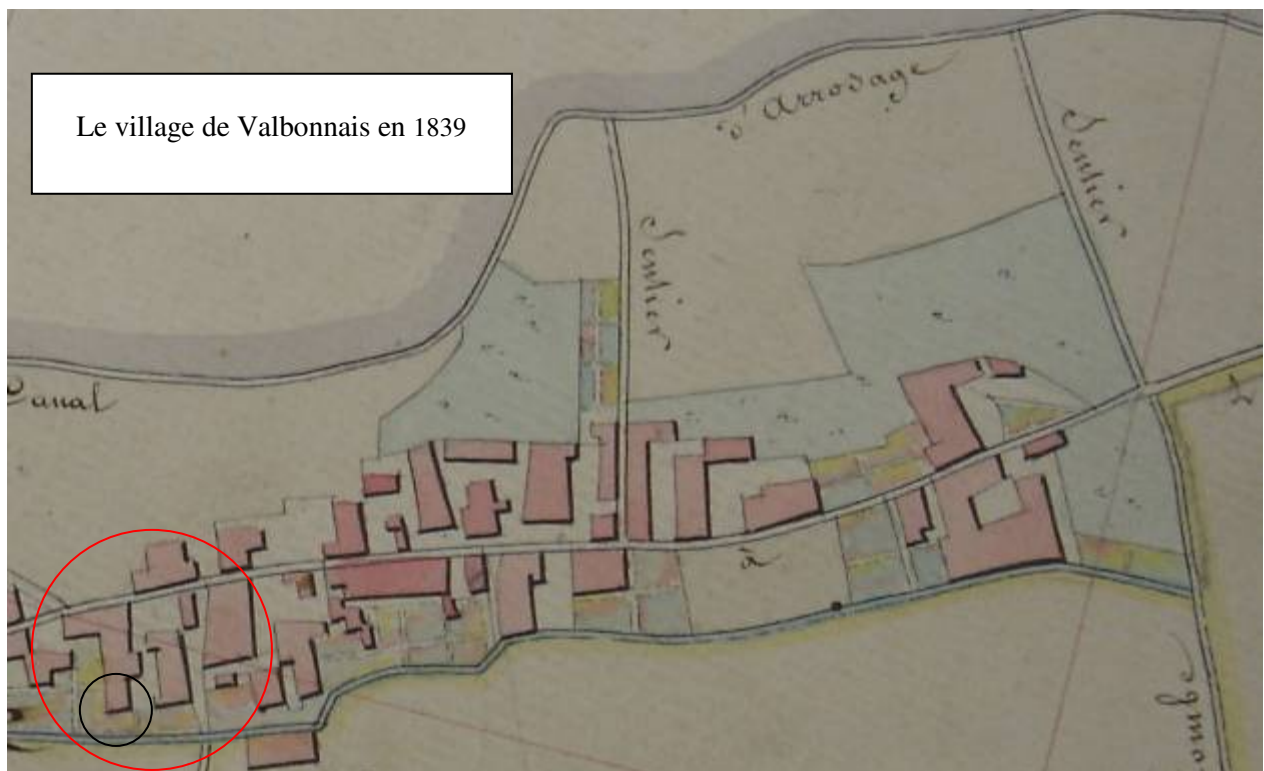 Le village de Valbonnais en 1839
d'Arrosage
Sentier
Sentier
Canal
à